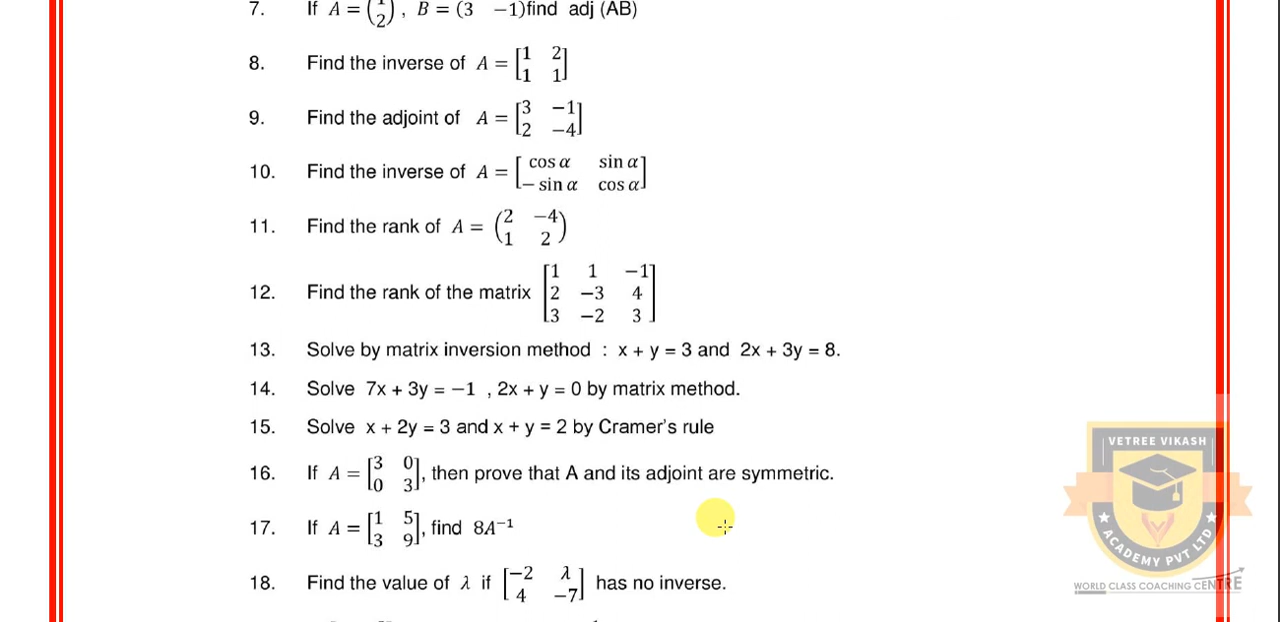 7. If A = (1 2), B = (3 −1)find adj (AB)
8. Find the inverse of A = [1 2 1 1]
9. Find the adjoint of A = [3 −1 2 −4]
10. Find the inverse of A = [cos α sin α − sin α cos α]
11. Find the rank of A = (2 −4 1 2)
12. Find the rank of the matrix [1 1 −1 2 −3 4 3 −2 3]
13. Solve by matrix inversion method : x + y = 3 and 2x + 3y = 8.
14. Solve 7x + 3y = −1 , 2x + y = 0 by matrix method.
15. Solve x + 2y = 3 and x + y = 2 by Cramer's rule
16. If A = [3 0 0 3], then prove that A and its adjoint are symmetric.
17. If A = [1 5 3 9], find 8A⁻¹
18. Find the value of λ if [−2 λ 4 −7] has no inverse.
VETREE VIKASH
ACADEMY PVT LTD
WORLD CLASS COACHING CENTRE